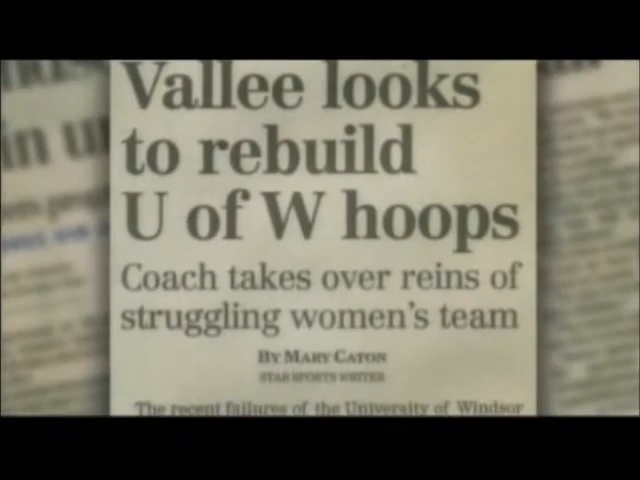 Vallee looks
to rebuild
U of W hoops
Coach takes over reins of
struggling women's team
BY MARY CATON
STAR SPORTS WRITER
The recent failures of the University of Windsor